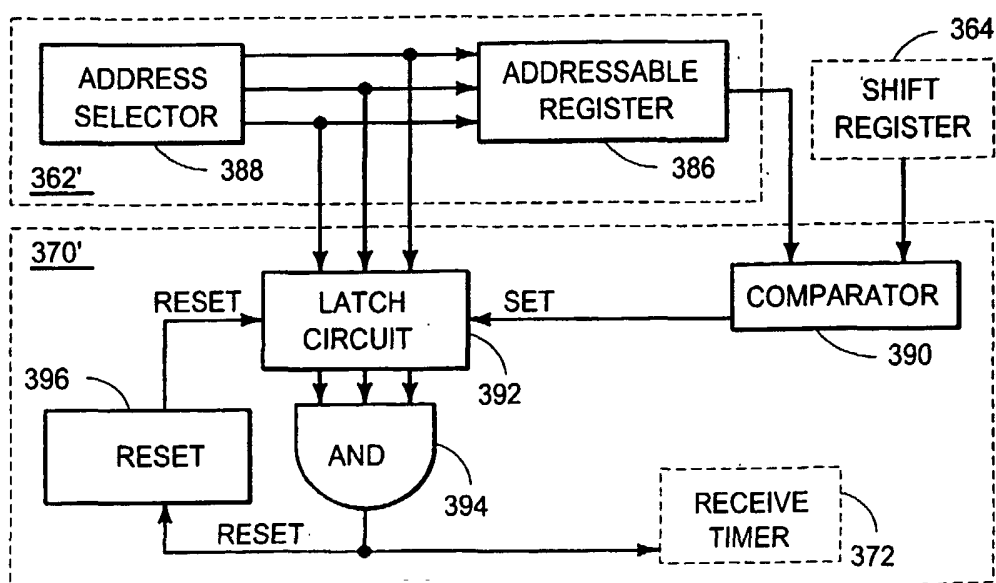 364
ADDRESS
SELECTOR
ADDRESSABLE
REGISTER
SHIFT
REGISTER
388
386
362'
370'
RESET
LATCH
CIRCUIT
SET
COMPARATOR
390
392
396
RESET
AND
394
RESET
RECEIVE
TIMER
372